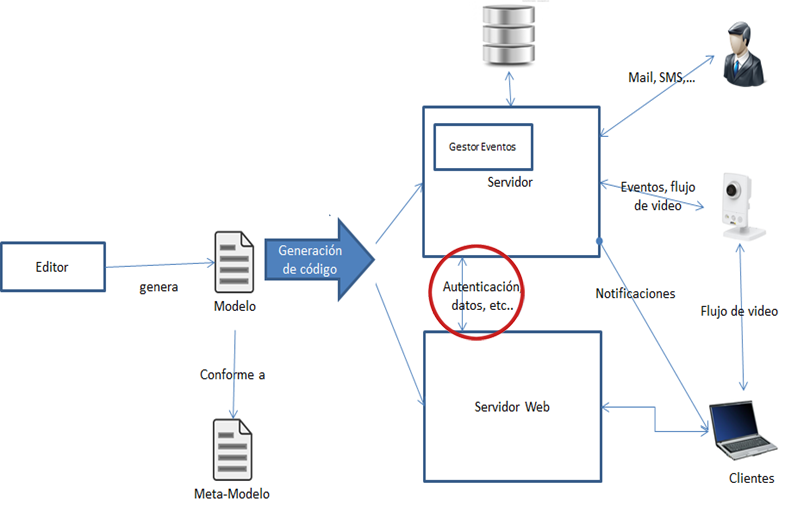 Mail, SMS,...
Gestor Eventos
Servidor
Eventos, flujo
de video
Generación
de código
Editor
genera
Modelo
Autenticación,
datos, etc..
Notificaciones
Flujo de video
Conforme a
Servidor Web
Clientes
Meta-Modelo